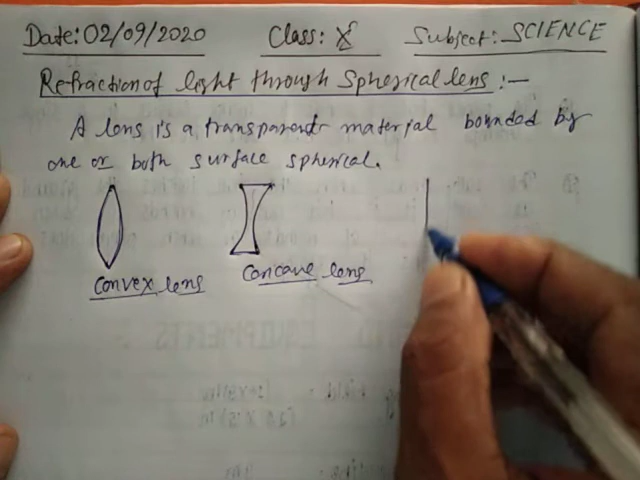 Date: 02/09/2020 Class: X Subject: SCIENCE
Refraction of light through Spherical lens :—
A lens is a transparent material bounded by
one or both surface spherical.
Convex lens Concave lens